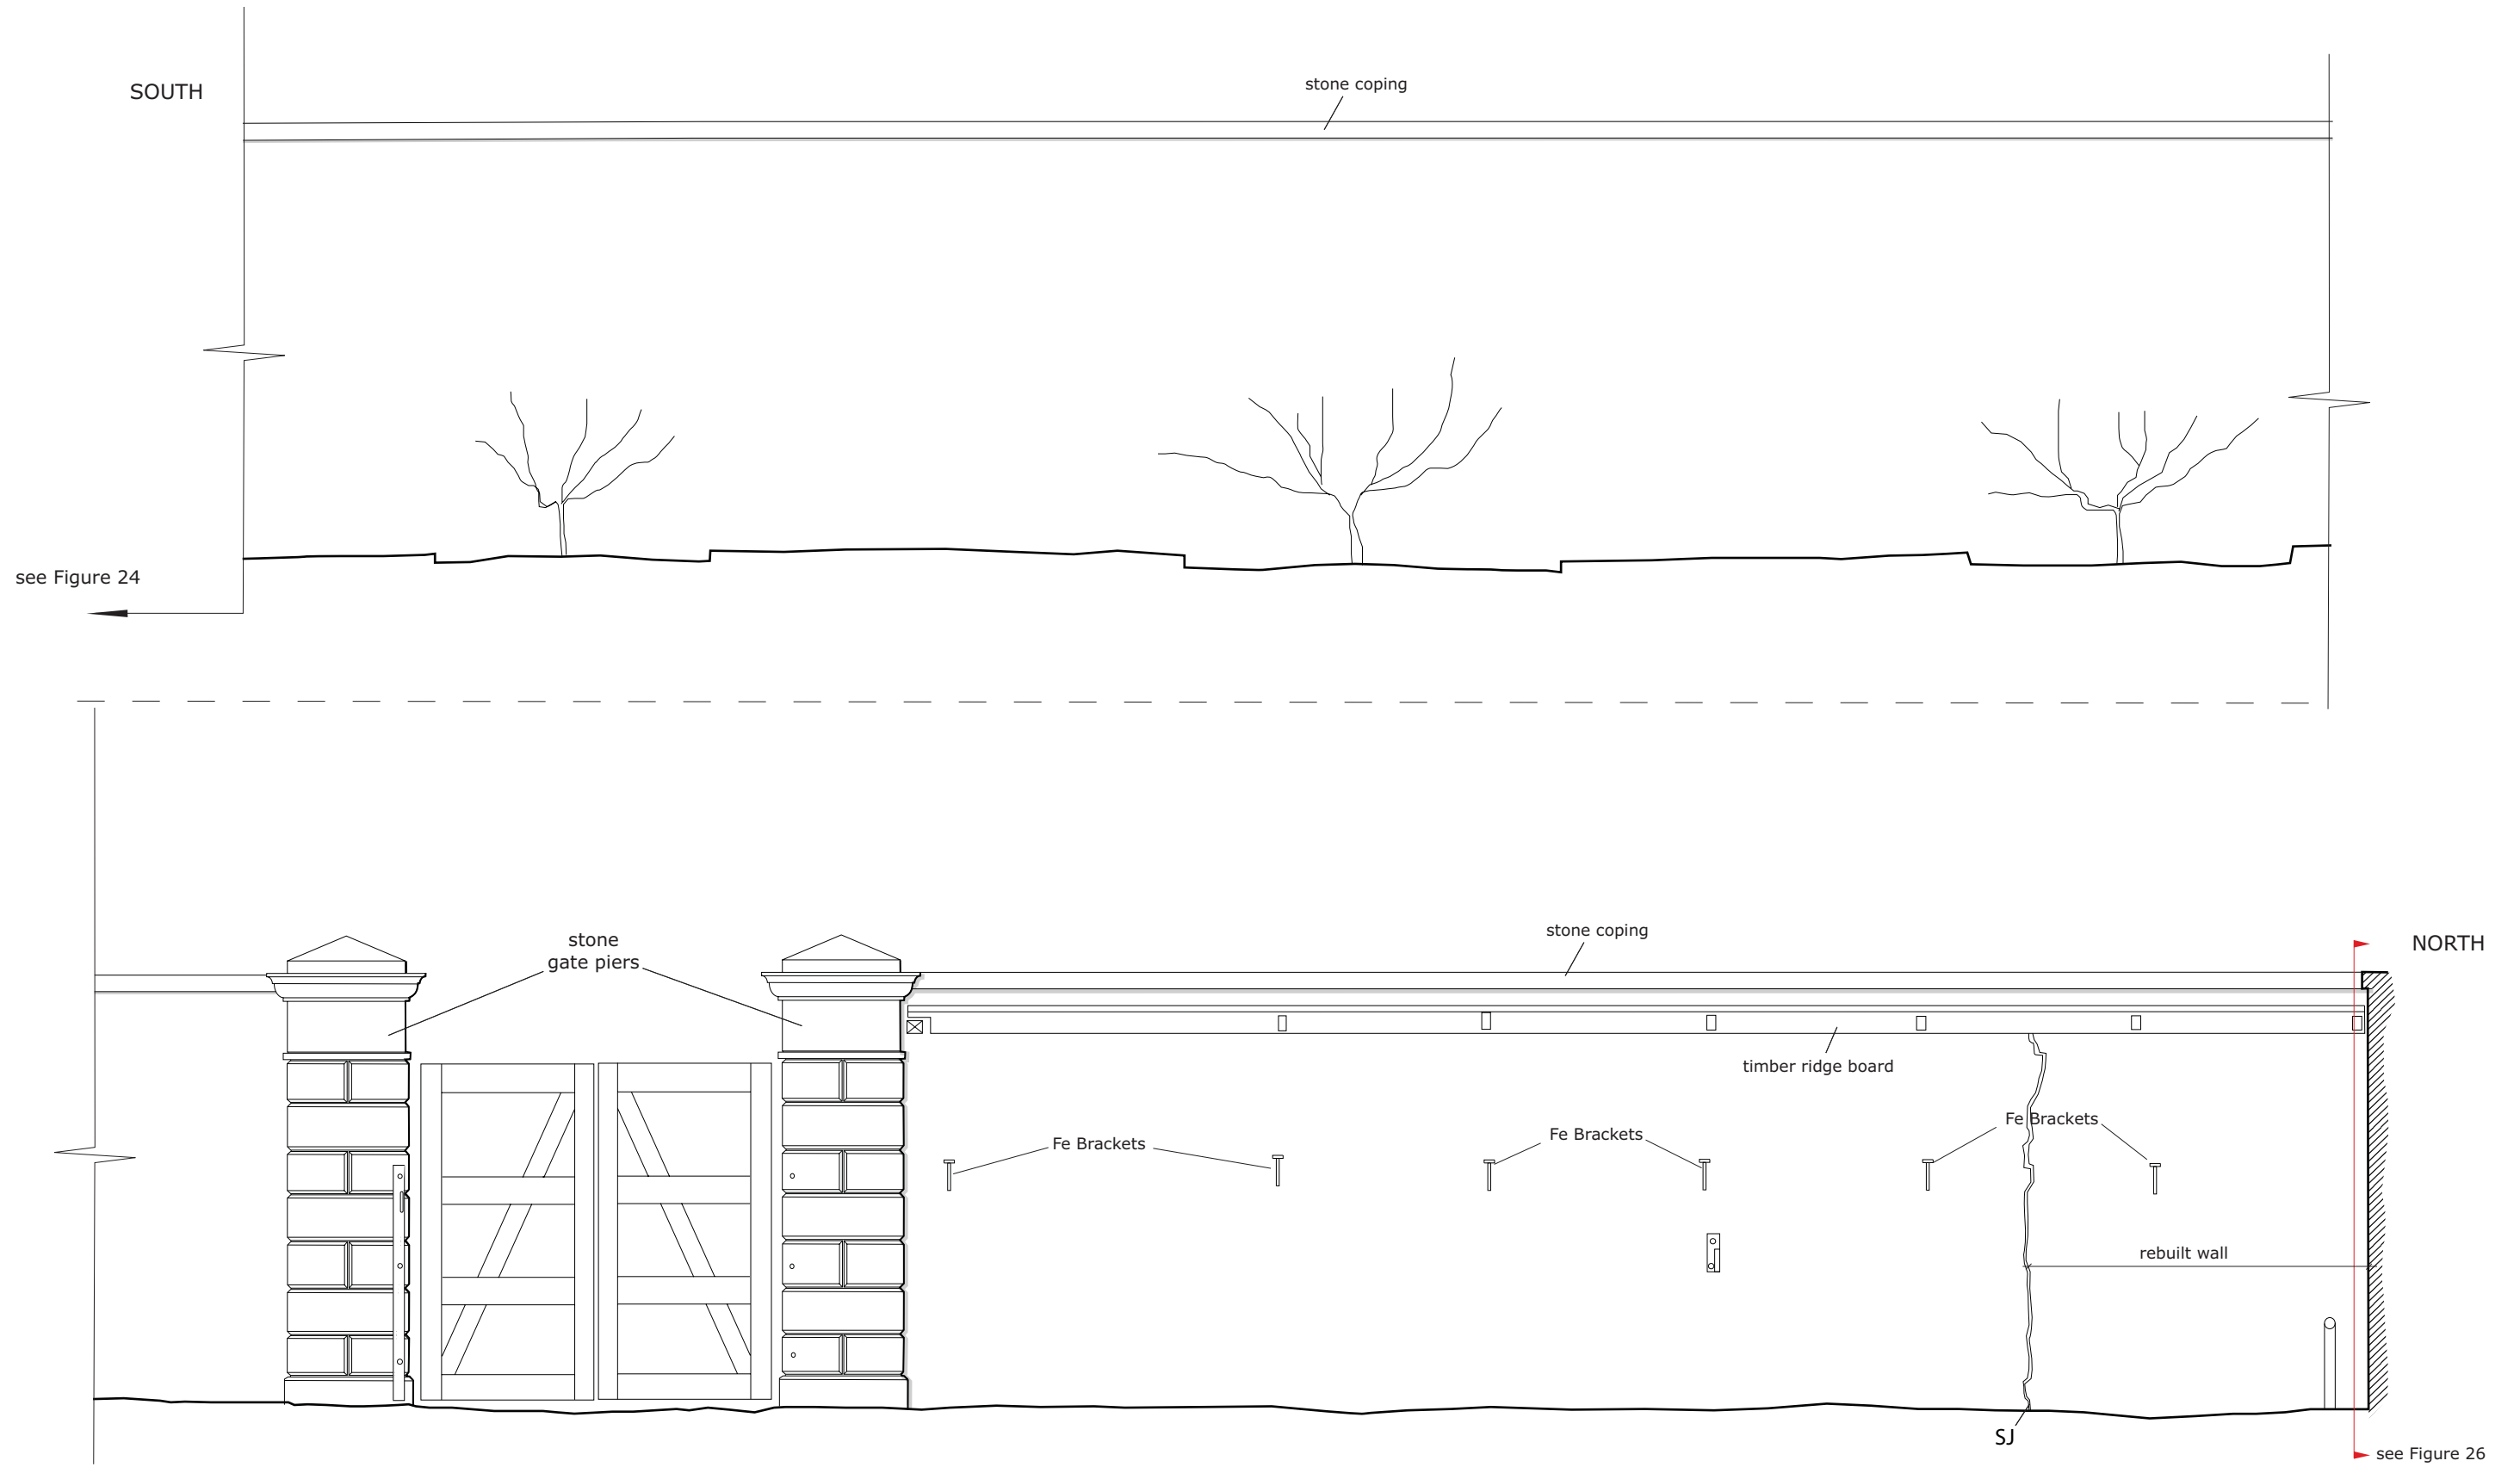 SOUTH
stone coping
see Figure 24
stone
gate piers
stone coping
NORTH
timber ridge board
Fe Brackets
Fe Brackets
Fe Brackets
rebuilt wall
SJ
see Figure 26